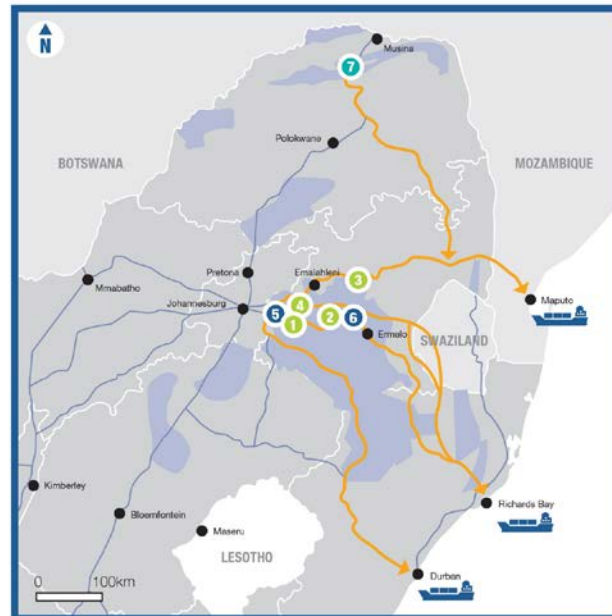 N
Musina
7
Polokwane
BOTSWANA
MOZAMBIQUE
Pretoria
Emalahleni
3
Mmabatho
Johannesburg
4
5
2
6
1
Ermelo
Maputo
SWAZILAND
Kimberley
Bloemfontein
Richards Bay
Maseru
LESOTHO
Durban
0 100km